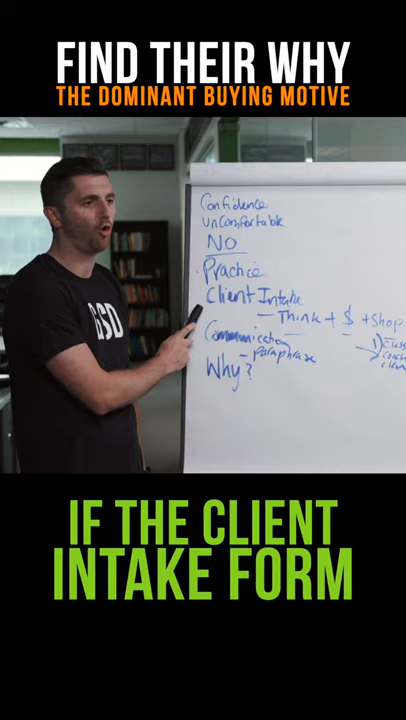 FIND THEIR WHY
THE DOMINANT BUYING MOTIVE
Confidence
Uncomfortable
NO
Practice
Client Intake
- Think + $ + Shop
Communication
- Paraphrase
1)
Why?
GSD
IF THE CLIENT
INTAKE FORM